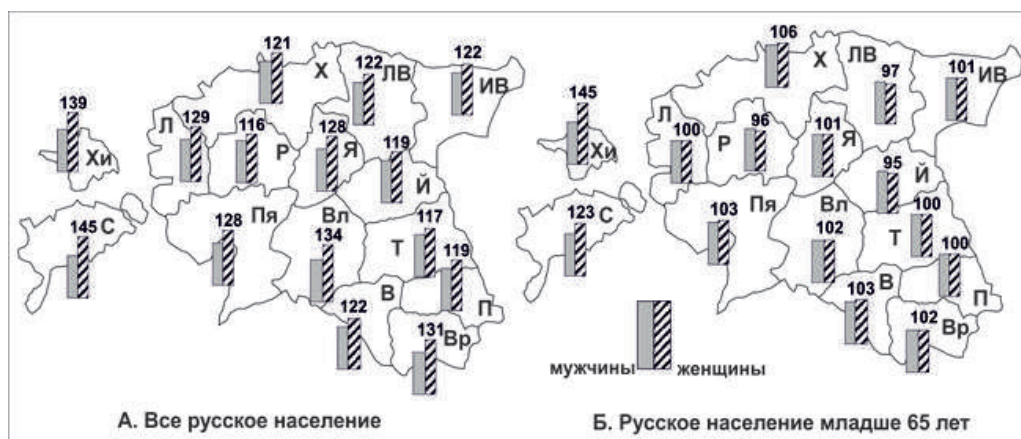 121
Х
122
ЛВ
122
ИВ
139
Хи
129
Л
116
Р
128
Я
119
Й
145
С
128
Пя
134
Вл
117
Т
119
П
122
В
131
Вр
А. Все русское население
106
Х
97
ЛВ
101
ИВ
145
Хи
100
Л
96
Р
101
Я
95
Й
123
С
103
Пя
102
Вл
100
Т
100
П
103
В
102
Вр
мужчины
женщины
Б. Русское население младше 65 лет